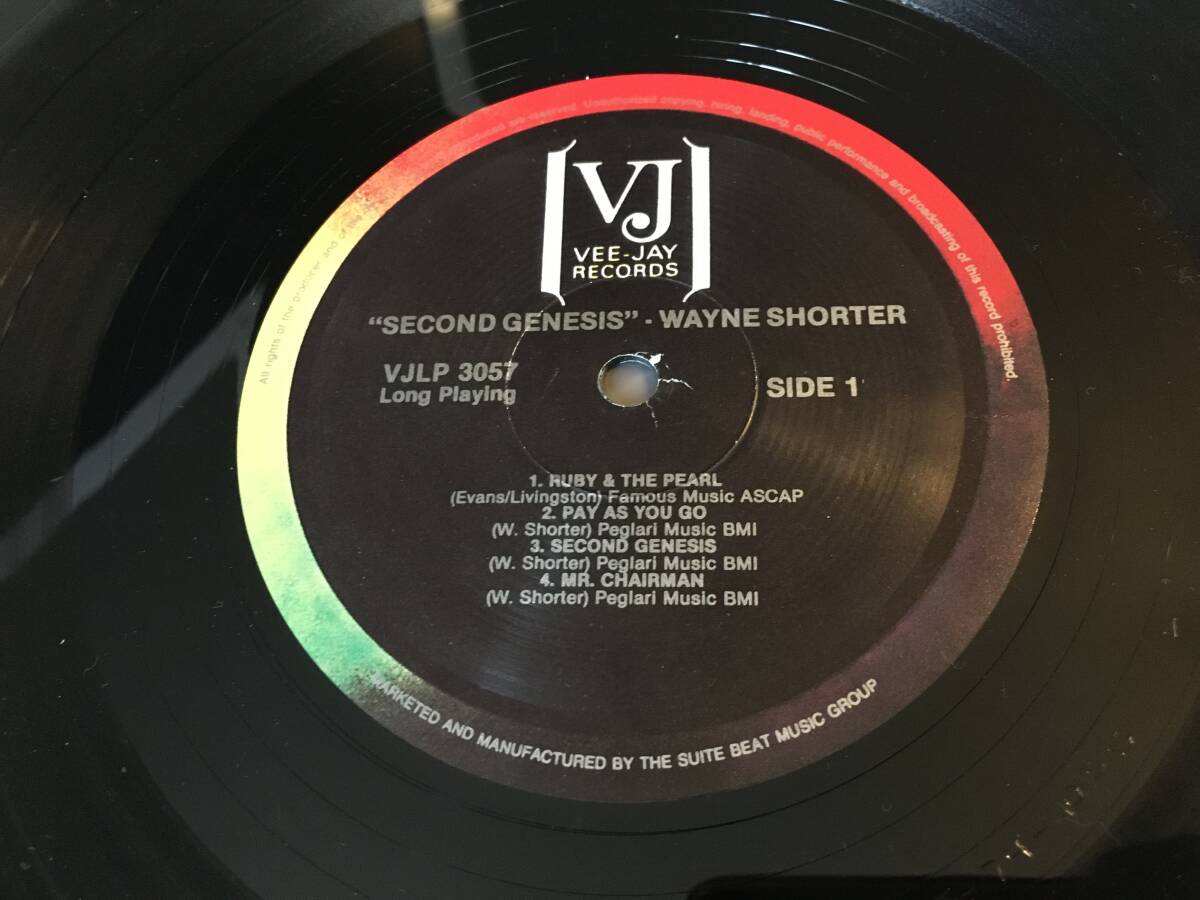 VJ
VEE-JAY
RECORDS
"SECOND GENESIS" - WAYNE SHORTER
VJLP 3057
Long Playing
SIDE 1
1. RUBY & THE PEARL
(Evans/Livingston) Famous Music ASCAP
2. PAY AS YOU GO
(W. Shorter) Peglari Music BMI
3. SECOND GENESIS
(W. Shorter) Peglari Music BMI
4. MR. CHAIRMAN
(W. Shorter) Peglari Music BMI
MARKETED AND MANUFACTURED BY THE SUITE BEAT MUSIC GROUP
All rights of the producer and of the are reserved. Unauthorized copying, hiring, landing, public performance and broadcasting of this record prohibited.